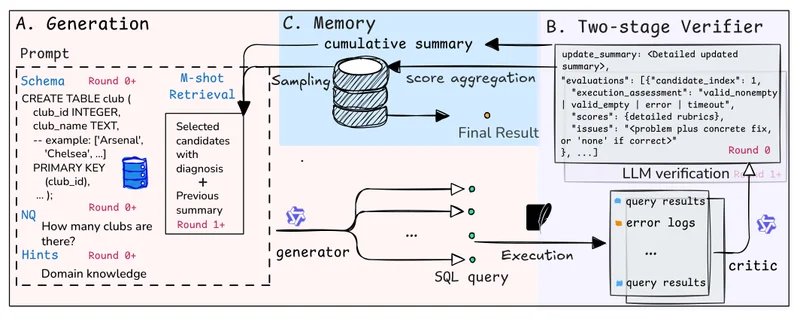 A. Generation
Prompt
Schema
Round 0+
CREATE TABLE club (
club_id INTEGER,
club_name TEXT,
-- example: ['Arsenal',
'Chelsea', ...]
PRIMARY KEY
(club_id),
... );
Round 0+
NQ
How many clubs are
there?
Hints
Round 0+
Domain knowledge
M-shot
Retrieval
Selected
candidates
with
diagnosis
+
Previous
summary
Round 1+
C. Memory
cumulative summary
Sampling
score aggregation
Final Result
B. Two-stage Verifier
update_summary: <Detailed updated
summary>,
"evaluations": [{"candidate_index": 1,
"execution_assessment": "valid_nonempty
| valid_empty | error | timeout",
"scores": {detailed rubrics},
"issues": "<problem plus concrete fix,
or 'none' if correct>"
}, ...]
Round 0
LLM verification
Round 1+
generator
...
SQL query
Execution
query results
error logs
...
query results
critic